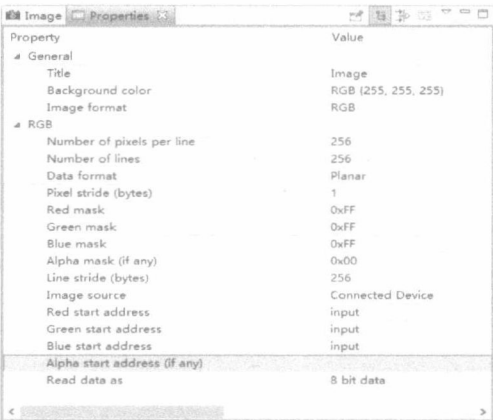 Image Properties
Property Value
General
Title Image
Background color RGB (255, 255, 255)
Image format RGB
RGB
Number of pixels per line 256
Number of lines 256
Data format Planar
Pixel stride (bytes) 1
Red mask 0xFF
Green mask 0xFF
Blue mask 0xFF
Alpha mask (if any) 0x00
Line stride (bytes) 256
Image source Connected Device
Red start address input
Green start address input
Blue start address input
Alpha start address (if any)
Read data as 8 bit data